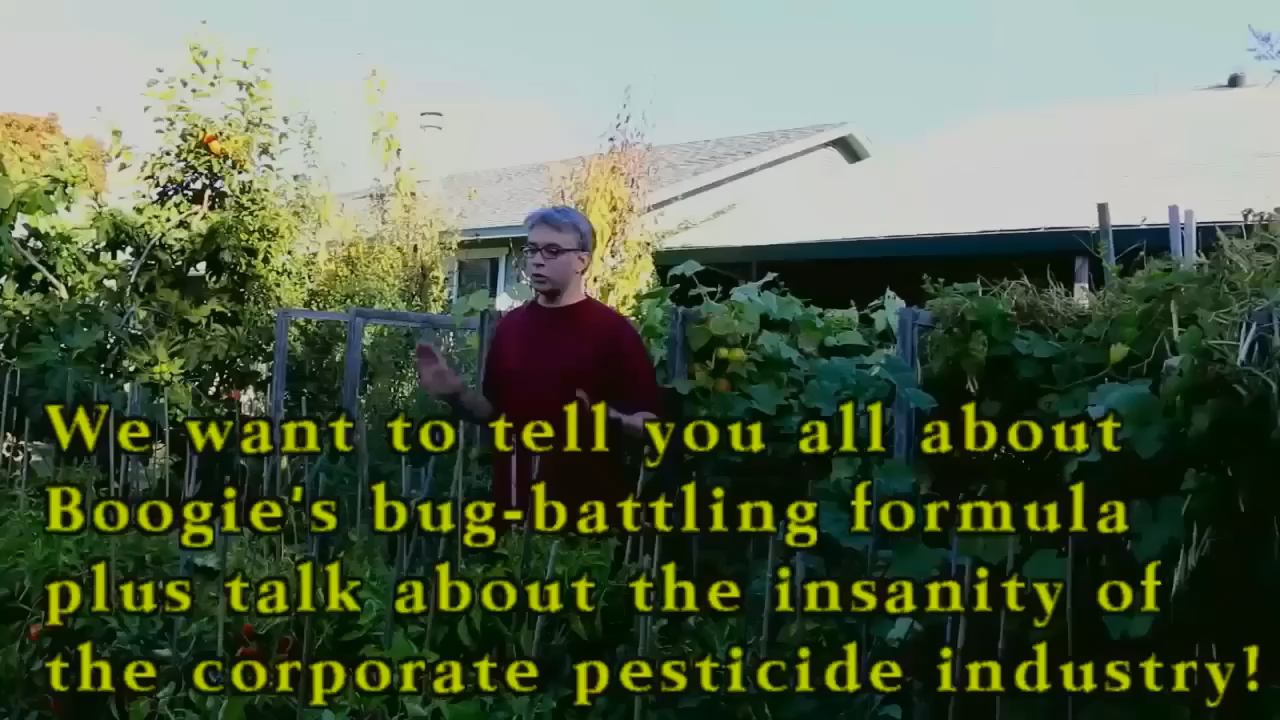 We want to tell you all about
Boogie's bug-battling formula
plus talk about the insanity of
the corporate pesticide industry!